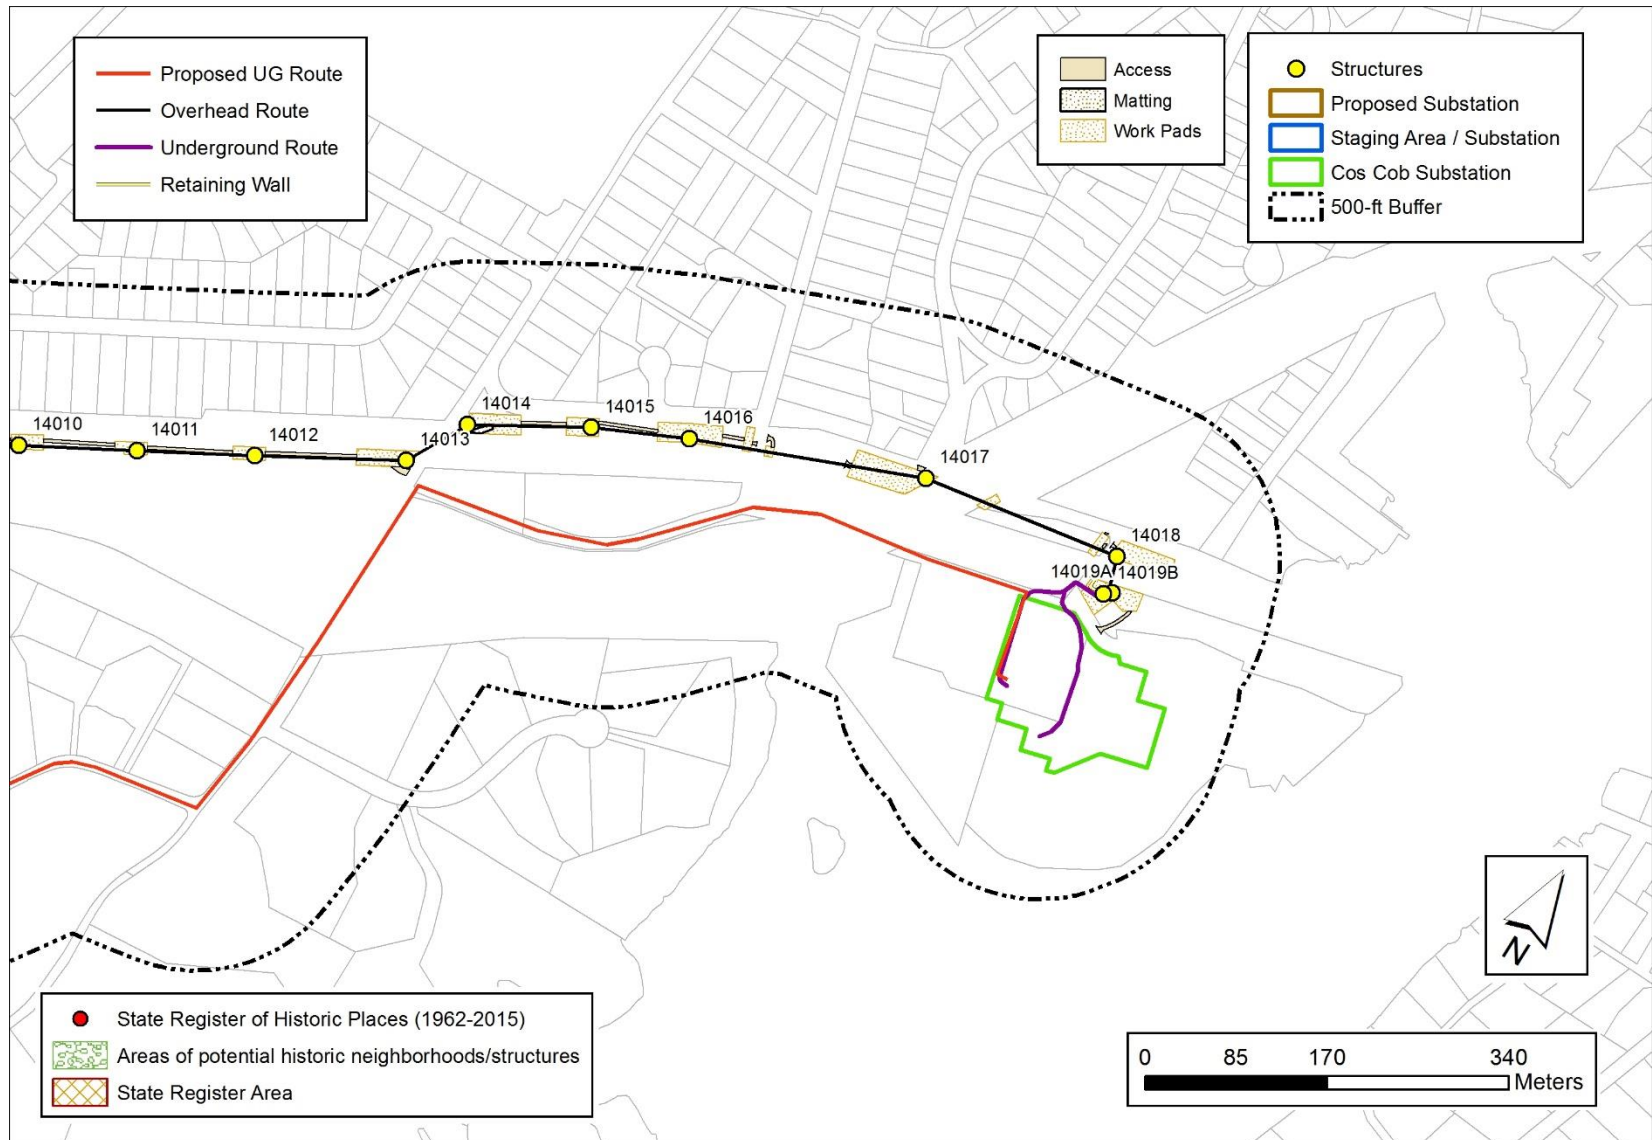 Proposed UG Route
Overhead Route
Underground Route
Retaining Wall
Access
Matting
Work Pads
Structures
Proposed Substation
Staging Area / Substation
Cos Cob Substation
500-ft Buffer
14010
14011
14012
14013
14014
14015
14016
14017
14018
14019A
14019B
N
State Register of Historic Places (1962-2015)
Areas of potential historic neighborhoods/structures
State Register Area
0 85 170 340
Meters